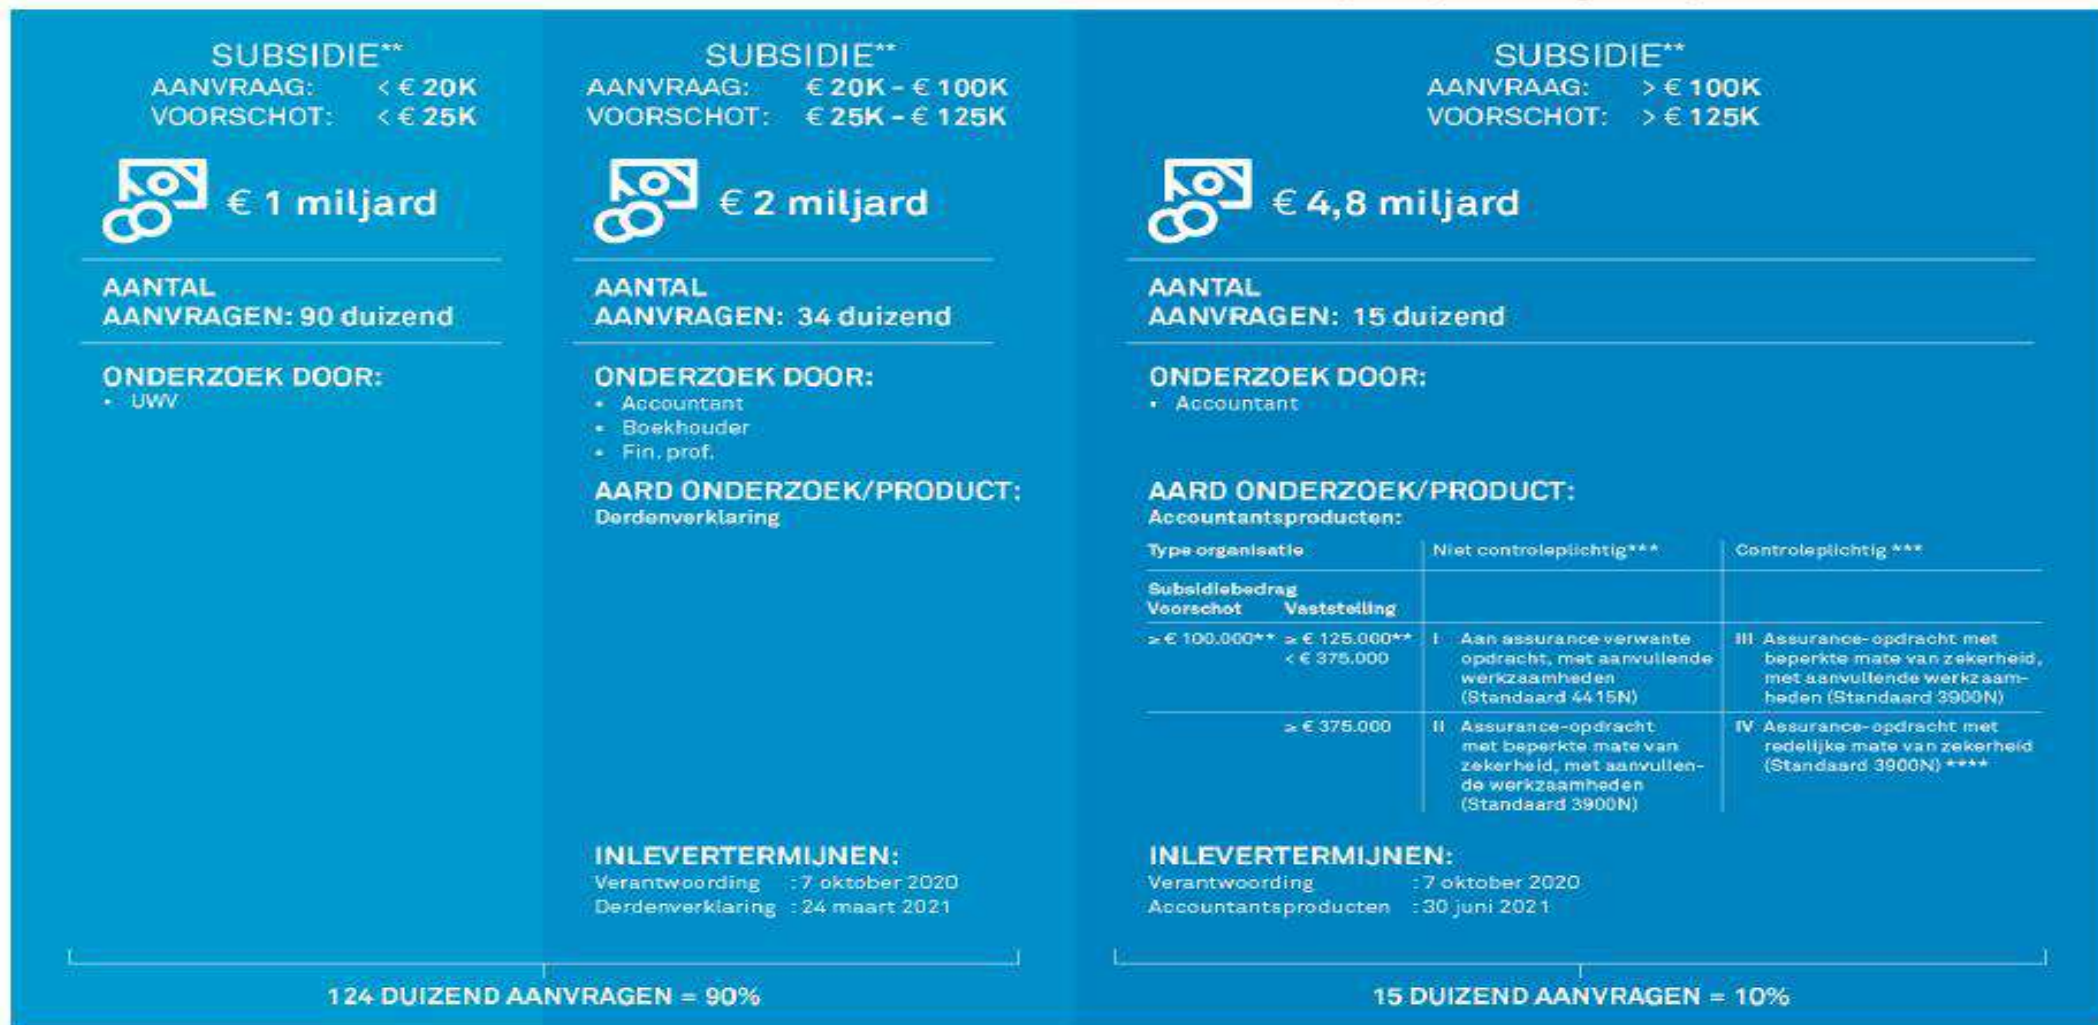 SUBSIDIE**
AANVRAAG: < € 20K
VOORSCHOT: < € 25K
€ 1 miljard
AANTAL
AANVRAGEN: 90 duizend
ONDERZOEK DOOR:
• UWV
SUBSIDIE**
AANVRAAG: € 20K – € 100K
VOORSCHOT: € 25K – € 125K
€ 2 miljard
AANTAL
AANVRAGEN: 34 duizend
ONDERZOEK DOOR:
• Accountant
• Boekhouder
• Fin. prof.
AARD ONDERZOEK/PRODUCT:
Derdenverklaring
INLEVERTERMIJNEN:
Verantwoording : 7 oktober 2020
Derdenverklaring : 24 maart 2021
124 DUIZEND AANVRAGEN = 90%
SUBSIDIE**
AANVRAAG: > € 100K
VOORSCHOT: > € 125K
€ 4,8 miljard
AANTAL
AANVRAGEN: 15 duizend
ONDERZOEK DOOR:
• Accountant
AARD ONDERZOEK/PRODUCT:
Accountantsproducten:
Type organisatie Niet controleplichtig*** Controleplichtig ***
Subsidiebedrag
Voorschot Vaststelling
≥ € 100.000** ≥ € 125.000**
< € 375.000
I Aan assurance verwante
opdracht, met aanvullende
werkzaamheden
(Standaard 4415N)
III Assurance-opdracht met
beperkte mate van zekerheid,
met aanvullende werkzaam-
heden (Standaard 3900N)
≥ € 375.000
II Assurance-opdracht
met beperkte mate van
zekerheid, met aanvullen-
de werkzaamheden
(Standaard 3900N)
IV Assurance-opdracht met
redelijke mate van zekerheid
(Standaard 3900N) ****
INLEVERTERMIJNEN:
Verantwoording : 7 oktober 2020
Accountantsproducten : 30 juni 2021
15 DUIZEND AANVRAGEN = 10%